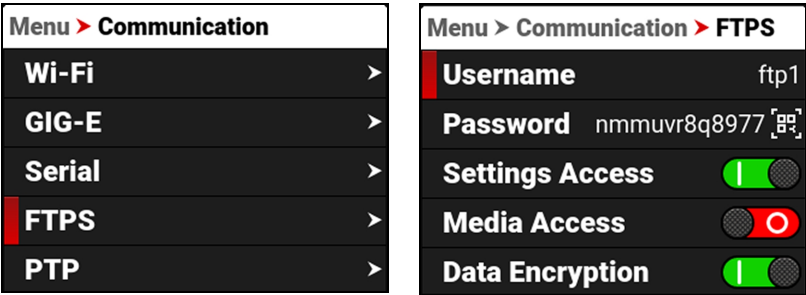 Menu ➤ Communication
Wi-Fi
GIG-E
Serial
FTPS
PTP
Menu ➤ Communication ➤ FTPS
Username ftp1
Password nmmuvr8q8977
Settings Access
Media Access
Data Encryption